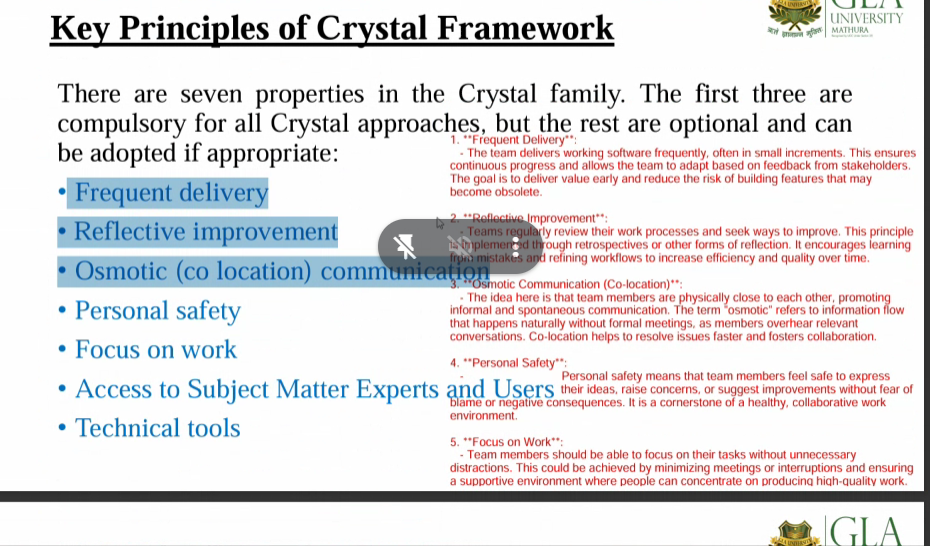 Key Principles of Crystal Framework
GLA
UNIVERSITY
MATHURA
There are seven properties in the Crystal family. The first three are
compulsory for all Crystal approaches, but the rest are optional and can
be adopted if appropriate:
• Frequent delivery
• Reflective improvement
• Osmotic (co location) communication
• Personal safety
• Focus on work
• Access to Subject Matter Experts and Users
• Technical tools
1. **Frequent Delivery**:
- The team delivers working software frequently, often in small increments. This ensures
continuous progress and allows the team to adapt based on feedback from stakeholders.
The goal is to deliver value early and reduce the risk of building features that may
become obsolete.
2. **Reflective Improvement**:
- Teams regularly review their work processes and seek ways to improve. This principle
is implemented through retrospectives or other forms of reflection. It encourages learning
from mistakes and refining workflows to increase efficiency and quality over time.
3. **Osmotic Communication (Co-location)**:
- The idea here is that team members are physically close to each other, promoting
informal and spontaneous communication. The term "osmotic" refers to information flow
that happens naturally without formal meetings, as members overhear relevant
conversations. Co-location helps to resolve issues faster and fosters collaboration.
4. **Personal Safety**:
- Personal safety means that team members feel safe to express
their ideas, raise concerns, or suggest improvements without fear of
blame or negative consequences. It is a cornerstone of a healthy, collaborative work
environment.
5. **Focus on Work**:
- Team members should be able to focus on their tasks without unnecessary
distractions. This could be achieved by minimizing meetings or interruptions and ensuring
a supportive environment where people can concentrate on producing high-quality work.
GLA